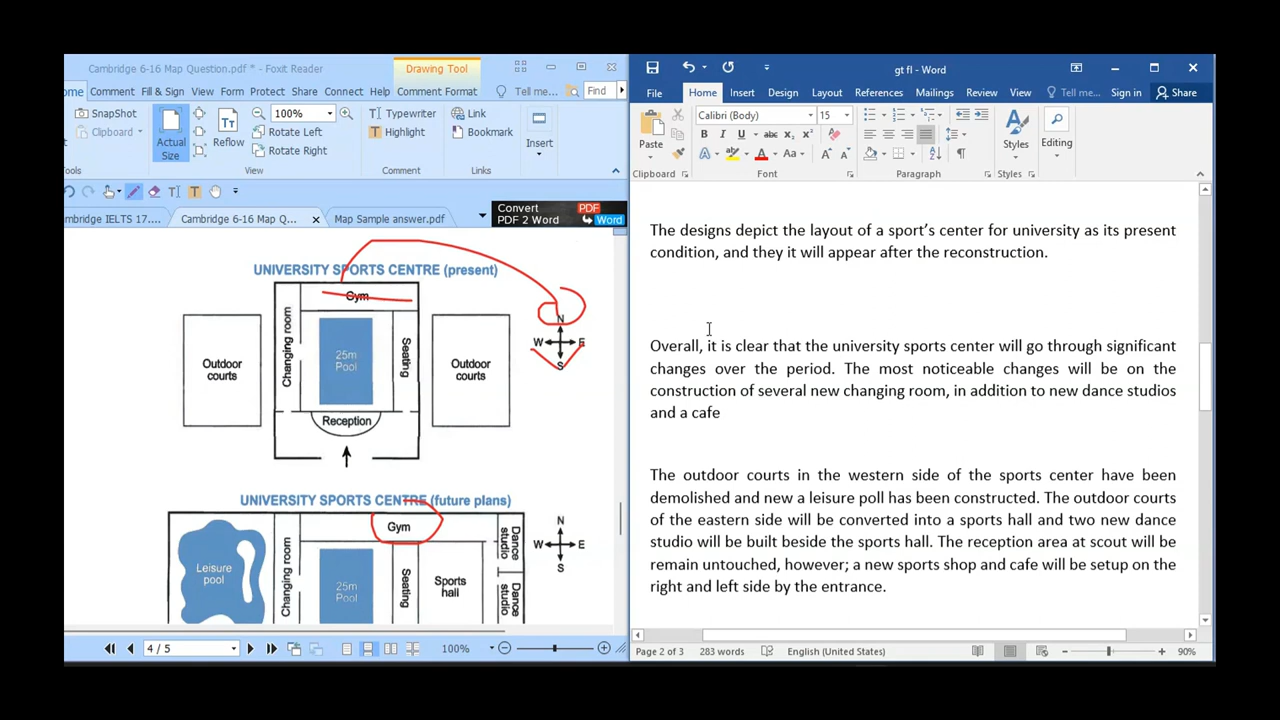 Cambridge 6-16 Map Question.pdf * - Foxit Reader
Drawing Tool
ome Comment Fill & Sign View Form Protect Share Connect Help Extras Comment Format Tell me... Find
SnapShot
Clipboard
Actual Size
Reflow
100%
Rotate Left
Rotate Right
Typewriter
Highlight
Link
Bookmark
Insert
Tools View Comment Links
mbridge IELTS 17.... Cambridge 6-16 Map Q... Map Sample answer.pdf
Convert PDF
PDF 2 Word Word
UNIVERSITY SPORTS CENTRE (present)
Gym
Changing room
25m Pool
Seating
Outdoor courts
Outdoor courts
Reception
N
W E
S
UNIVERSITY SPORTS CENTRE (future plans)
Gym
Leisure pool
Changing room
25m Pool
Seating
Sports hall
Dance studio
Dance
N
W E
S
4 / 5
100%
gt fl - Word
File Home Insert Design Layout References Mailings Review View Tell me... Sign in Share
Paste
Calibri (Body) 15
B I U abc x₂ x²
A A Aa A A
Styles
Editing
Clipboard Font Paragraph Styles
The designs depict the layout of a sport's center for university as its present
condition, and they it will appear after the reconstruction.
Overall, it is clear that the university sports center will go through significant
changes over the period. The most noticeable changes will be on the
construction of several new changing room, in addition to new dance studios
and a cafe
The outdoor courts in the western side of the sports center have been
demolished and new a leisure poll has been constructed. The outdoor courts
of the eastern side will be converted into a sports hall and two new dance
studio will be built beside the sports hall. The reception area at scout will be
remain untouched, however; a new sports shop and cafe will be setup on the
right and left side by the entrance.
Page 2 of 3 283 words English (United States) 90%